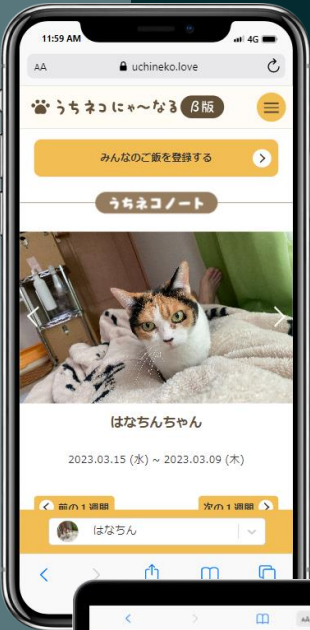 11:59 AM 4G
AA uchineko.love
うちネコにゃ〜なる β版
みんなのご飯を登録する
うちネコノート
はなちんちゃん
2023.03.15 (水) ~ 2023.03.09 (木)
前の1週間 次の1週間
はなちん
AA